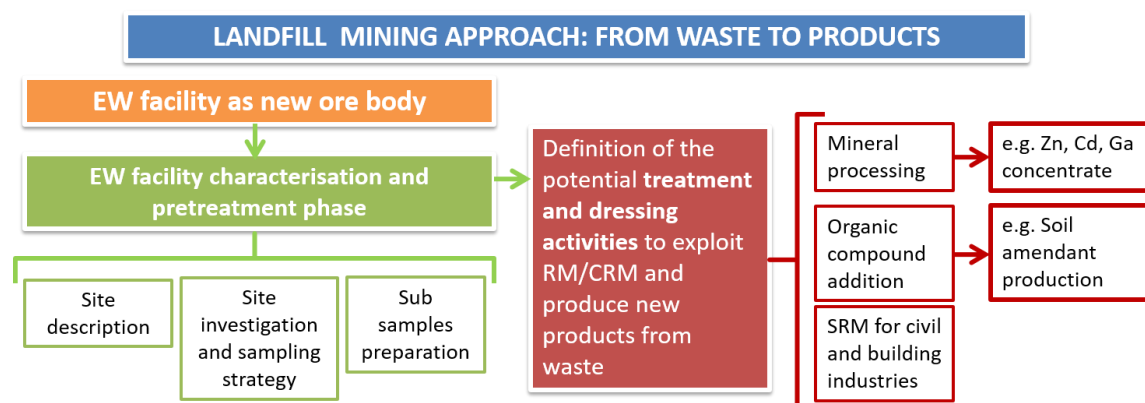 LANDFILL MINING APPROACH: FROM WASTE TO PRODUCTS
EW facility as new ore body
EW facility characterisation and
pretreatment phase
Site
description
Site
investigation
and sampling
strategy
Sub
samples
preparation
Definition of the
potential treatment
and dressing
activities to exploit
RM/CRM and
produce new
products from
waste
Mineral
processing
e.g. Zn, Cd, Ga
concentrate
Organic
compound
addition
e.g. Soil
amendant
production
SRM for civil
and building
industries